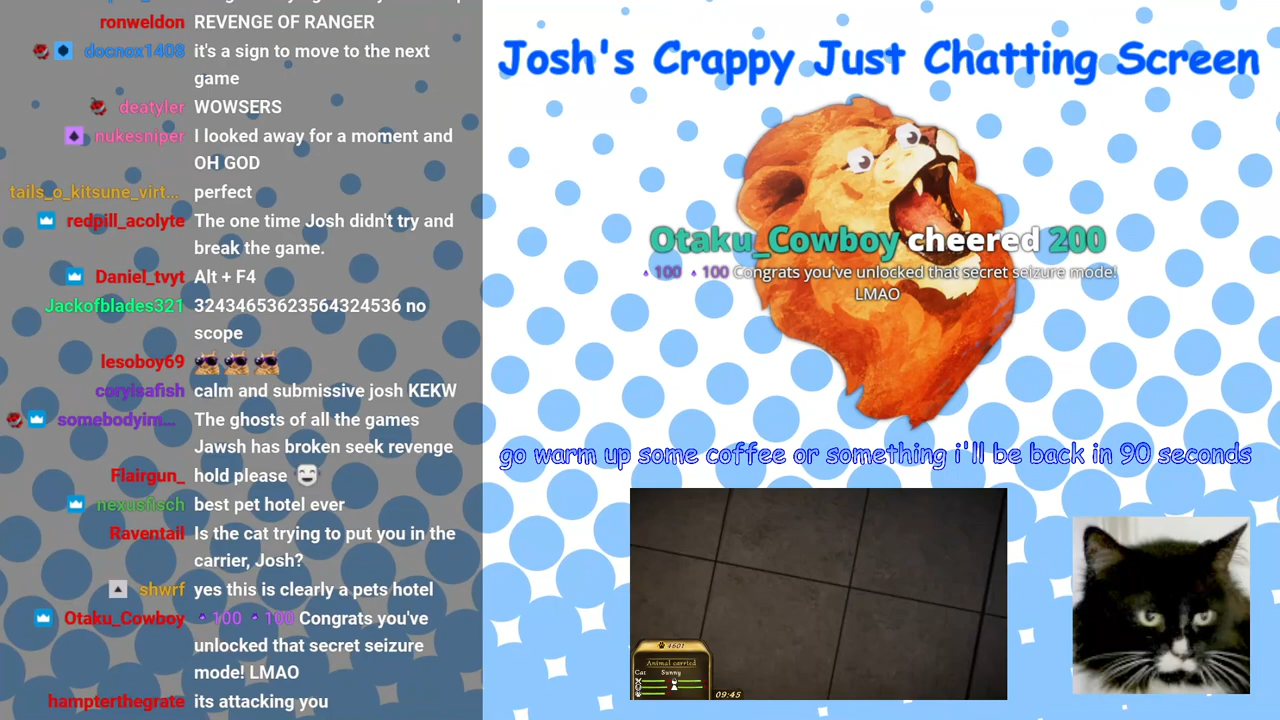 ronweldon REVENGE OF RANGER
docnox1408 it's a sign to move to the next
game
deatyler WOWSERS
nukesniper I looked away for a moment and
OH GOD
tails_o_kitsune_virt... perfect
redpill_acolyte The one time Josh didn't try and
break the game.
Daniel_tvyt Alt + F4
Jackofblades321 32434653623564324536 no
scope
lesoboy69
coryisafish calm and submissive josh KEKW
somebodyim... The ghosts of all the games
Jawsh has broken seek revenge
Flairgun_ hold please
nexusfisch best pet hotel ever
Raventail Is the cat trying to put you in the
carrier, Josh?
shwrf yes this is clearly a pets hotel
Otaku_Cowboy 100 100 Congrats you've
unlocked that secret seizure
mode! LMAO
hampterthegrate its attacking you
Josh's Crappy Just Chatting Screen
Otaku_Cowboy cheered 200
100 100 Congrats you've unlocked that secret seizure mode!
LMAO
go warm up some coffee or something i'll be back in 90 seconds
4601
Animal carried
Cat Sunny
09:45